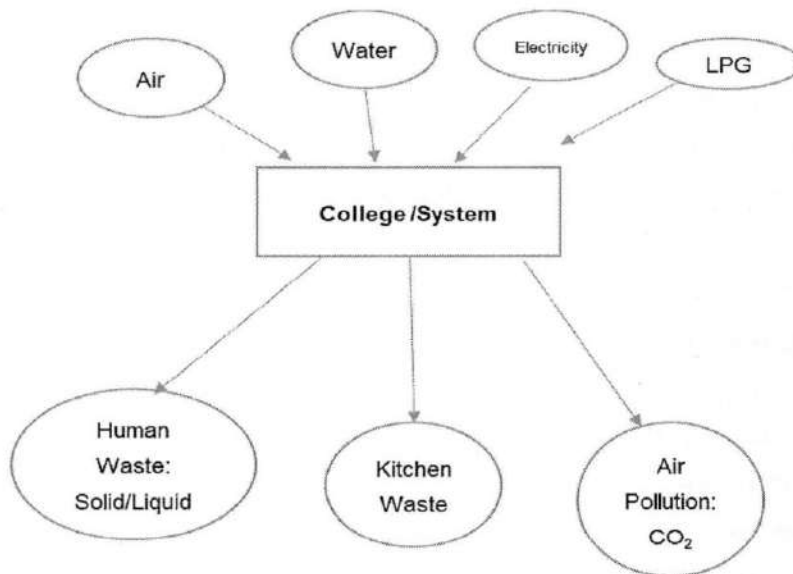 Air
Water
Electricity
LPG
College/System
Human
Waste:
Solid/Liquid
Kitchen
Waste
Air
Pollution:
CO₂